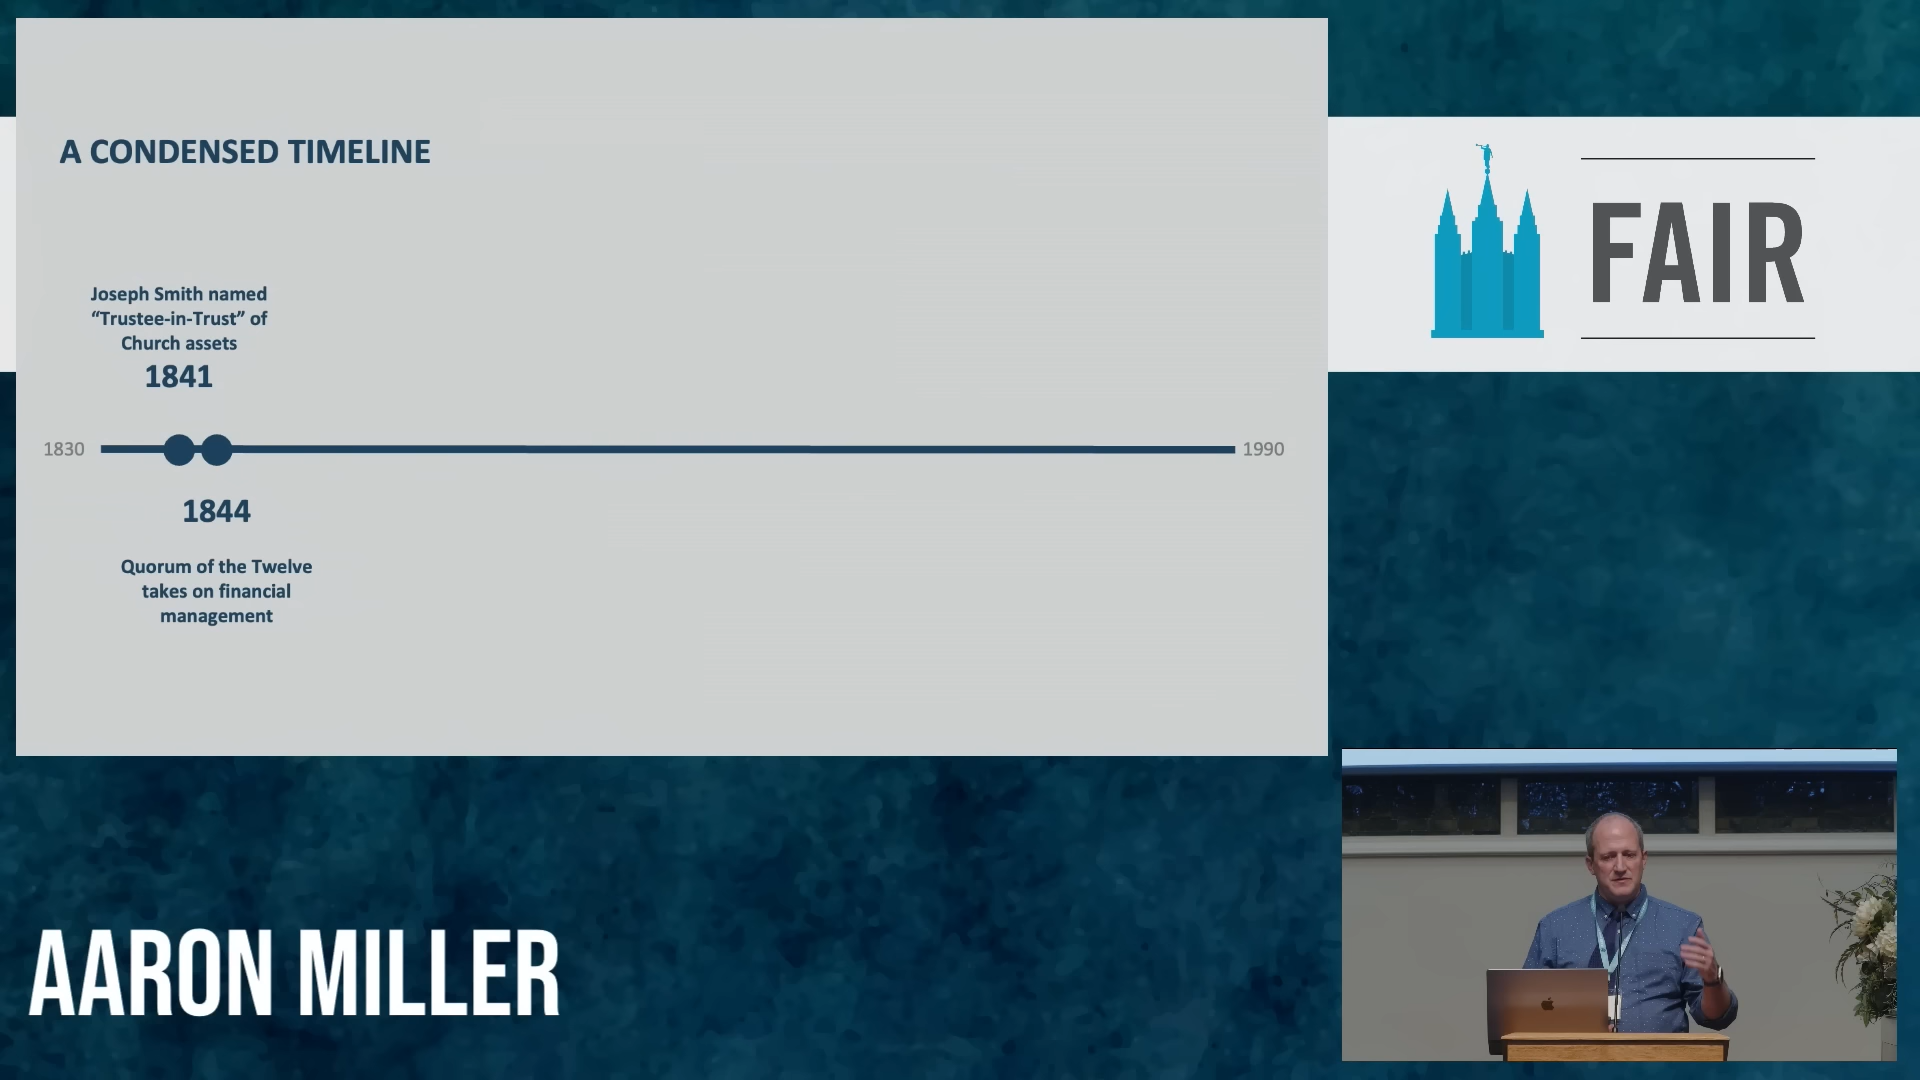 A CONDENSED TIMELINE
Joseph Smith named
“Trustee-in-Trust” of
Church assets
1841
1830
1990
1844
Quorum of the Twelve
takes on financial
management
FAIR
AARON MILLER